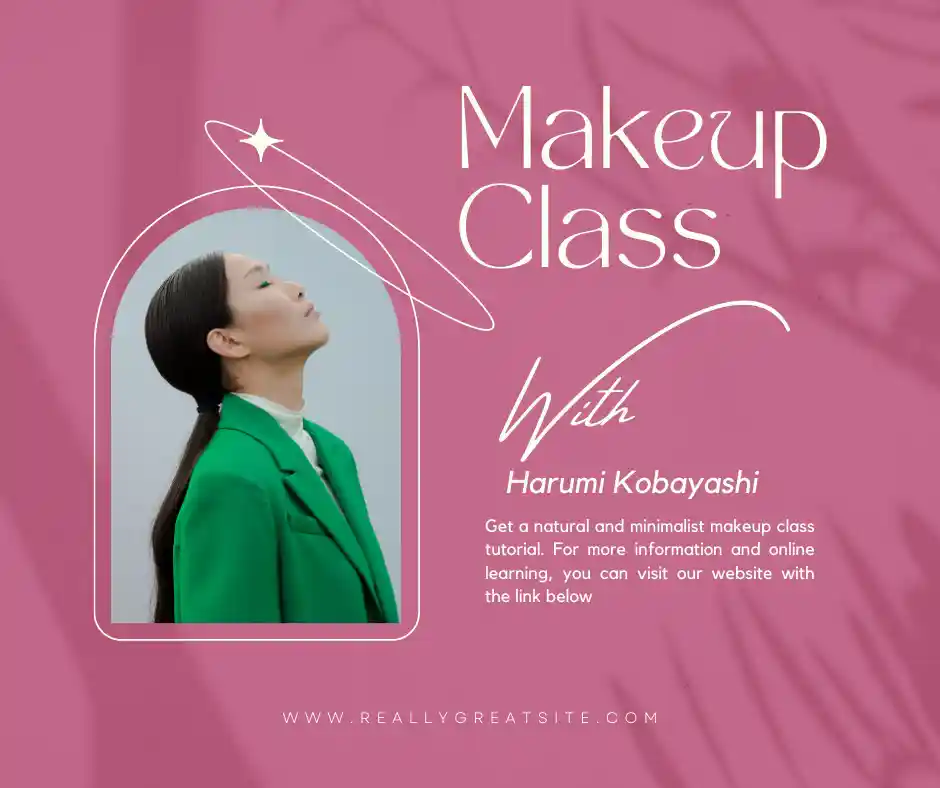 Makeup
Class
With
Harumi Kobayashi
Get a natural and minimalist makeup class
tutorial. For more information and online
learning, you can visit our website with
the link below
WWW.REALLYGREATSITE.COM